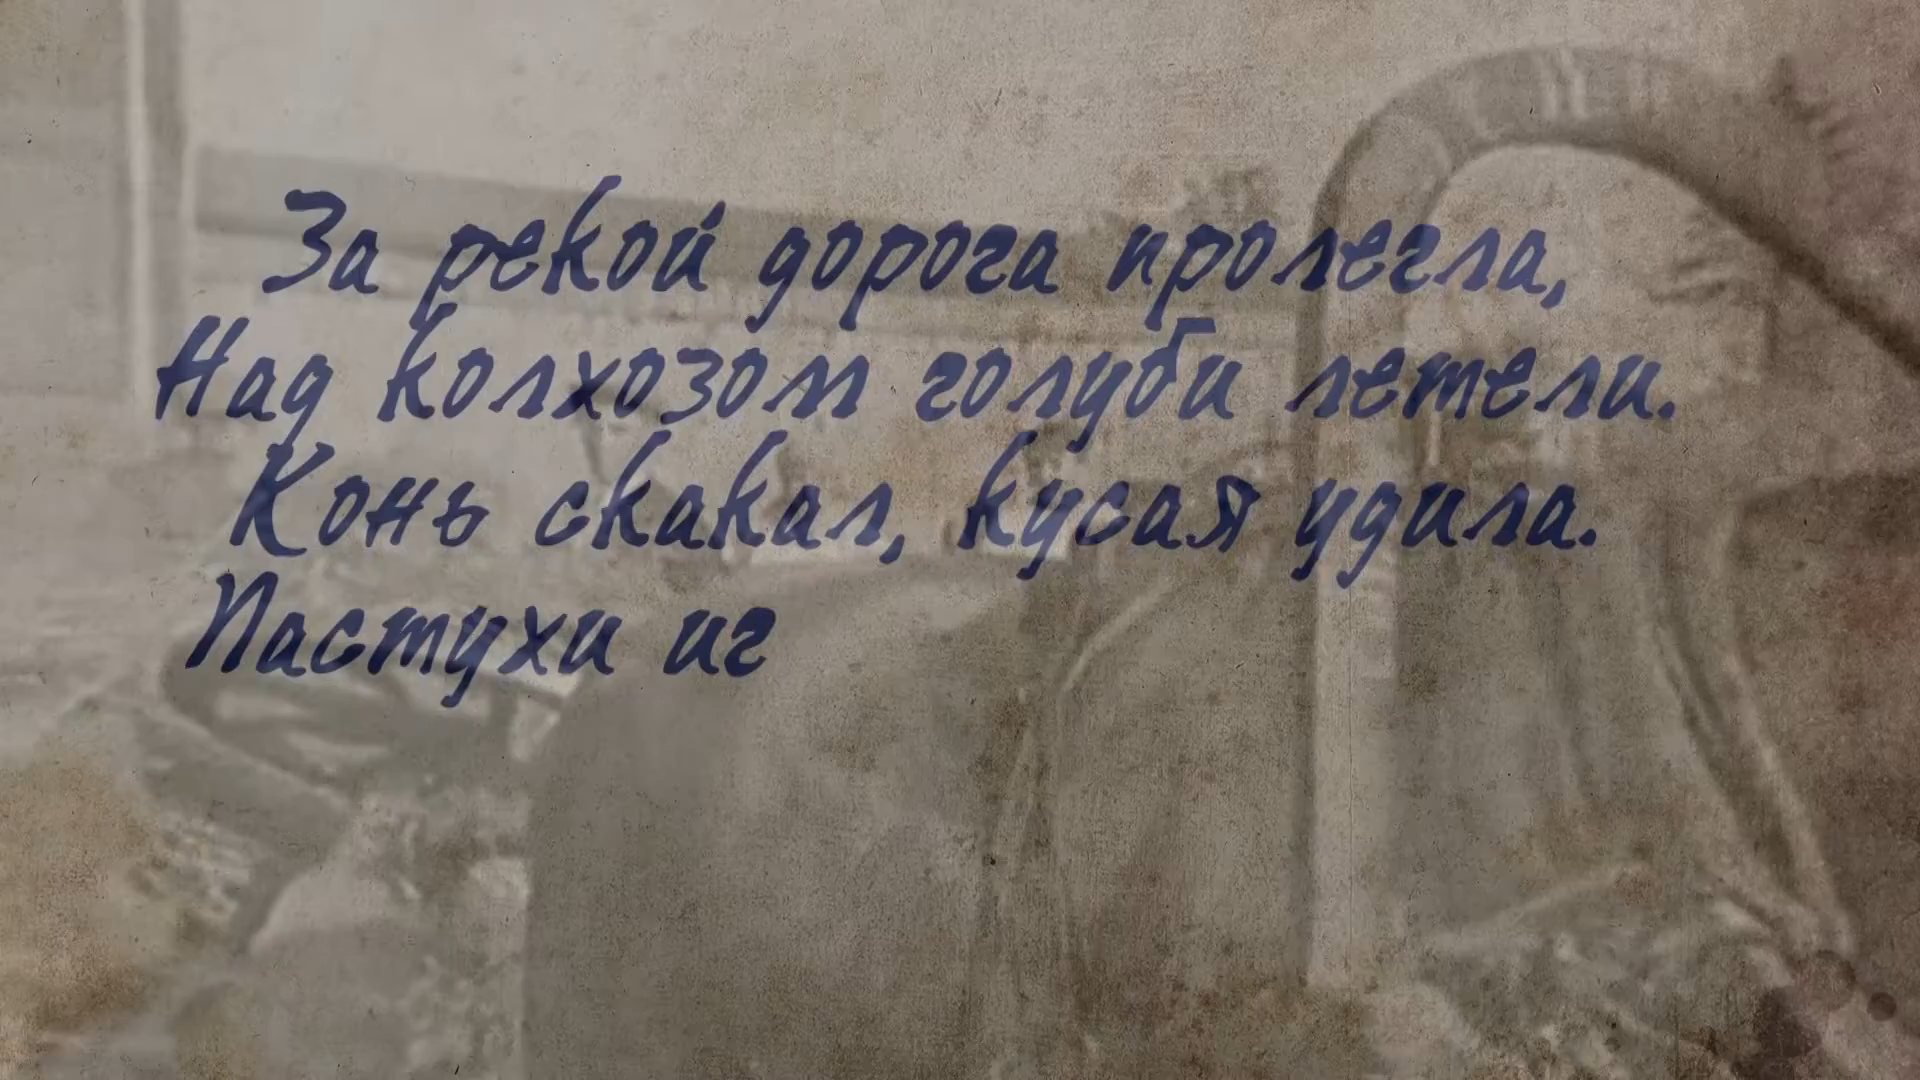 За рекой дорога пролегла,
Над колхозом голуби летели.
Конь скакал, кусая удила.
Пастухи иг